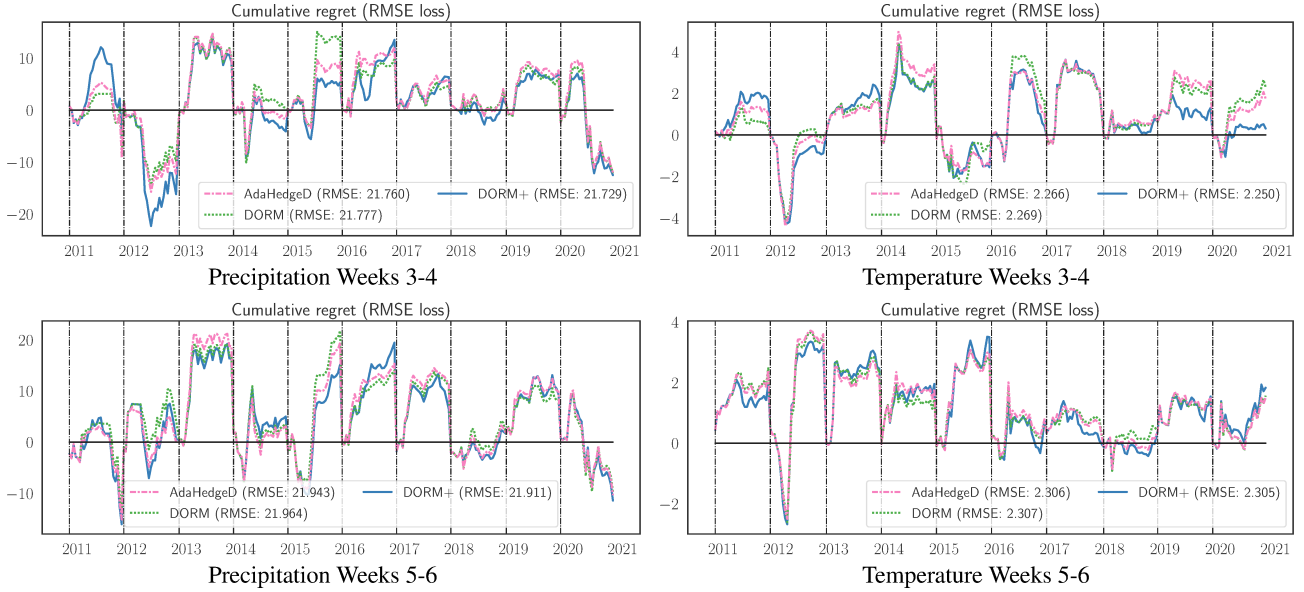 Cumulative regret (RMSE loss)
10
0
−10
−20
AdaHedgeD (RMSE: 21.760)
DORM (RMSE: 21.777)
DORM+ (RMSE: 21.729)
2011 2012 2013 2014 2015 2016 2017 2018 2019 2020 2021
Precipitation Weeks 3-4
Cumulative regret (RMSE loss)
4
2
0
−2
−4
AdaHedgeD (RMSE: 2.266)
DORM (RMSE: 2.269)
DORM+ (RMSE: 2.250)
2011 2012 2013 2014 2015 2016 2017 2018 2019 2020 2021
Temperature Weeks 3-4
Cumulative regret (RMSE loss)
20
10
0
−10
AdaHedgeD (RMSE: 21.943)
DORM (RMSE: 21.964)
DORM+ (RMSE: 21.911)
2011 2012 2013 2014 2015 2016 2017 2018 2019 2020 2021
Precipitation Weeks 5-6
Cumulative regret (RMSE loss)
4
2
0
−2
AdaHedgeD (RMSE: 2.306)
DORM (RMSE: 2.307)
DORM+ (RMSE: 2.305)
2011 2012 2013 2014 2015 2016 2017 2018 2019 2020 2021
Temperature Weeks 5-6